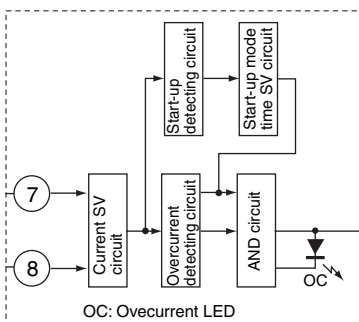 Start-up
detecting circuit
Start-up mode
time SV circuit
7
8
Current SV
circuit
Overcurrent
detecting circuit
AND circuit
OC
OC: Ovecurrent LED